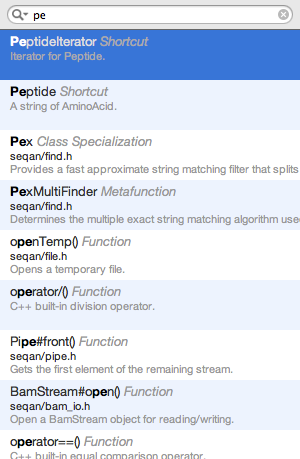 pe
PeptideIterator Shortcut
Iterator for Peptide.
Peptide Shortcut
A string of AminoAcid.
Pex Class Specialization
seqan/find.h
Provides a fast approximate string matching filter that splits
PexMultiFinder Metafunction
seqan/find.h
Determines the multiple exact string matching algorithm use
openTemp() Function
seqan/file.h
Opens a temporary file.
operator/() Function
C++ built-in division operator.
Pipe#front() Function
seqan/pipe.h
Gets the first element of the remaining stream.
BamStream#open() Function
seqan/bam_io.h
Open a BamStream object for reading/writing.
operator==() Function
C++ built-in equal comparison operator.